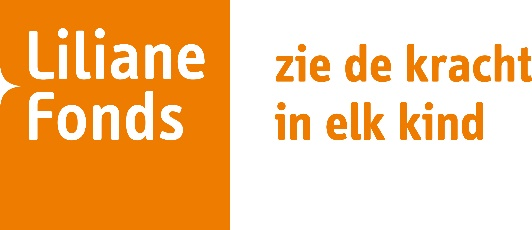 Liliane
Fonds
zie de kracht
in elk kind